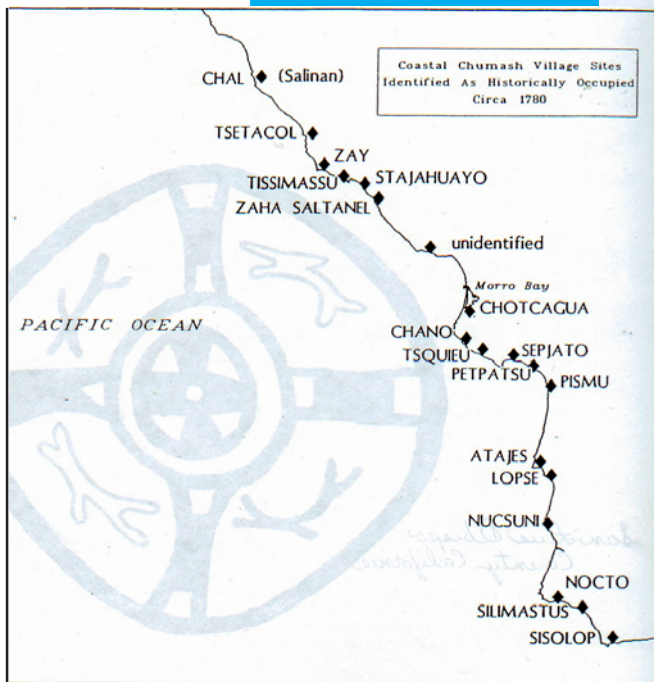 Coastal Chumash Village Sites
Identified As Historically Occupied
Circa 1780
CHAL (Salinan)
TSETACOL
ZAY
TISSIMASSU
STAJAHUAYO
ZAHA SALTANEL
unidentified
Morro Bay
CHOTCAGUA
PACIFIC OCEAN
CHANO
TSQUIEU
SEPJATO
PETPATSU
PISMU
ATAJES
LOPSE
NUCSUNI
NOCTO
SILIMASTUS
SISOLOP